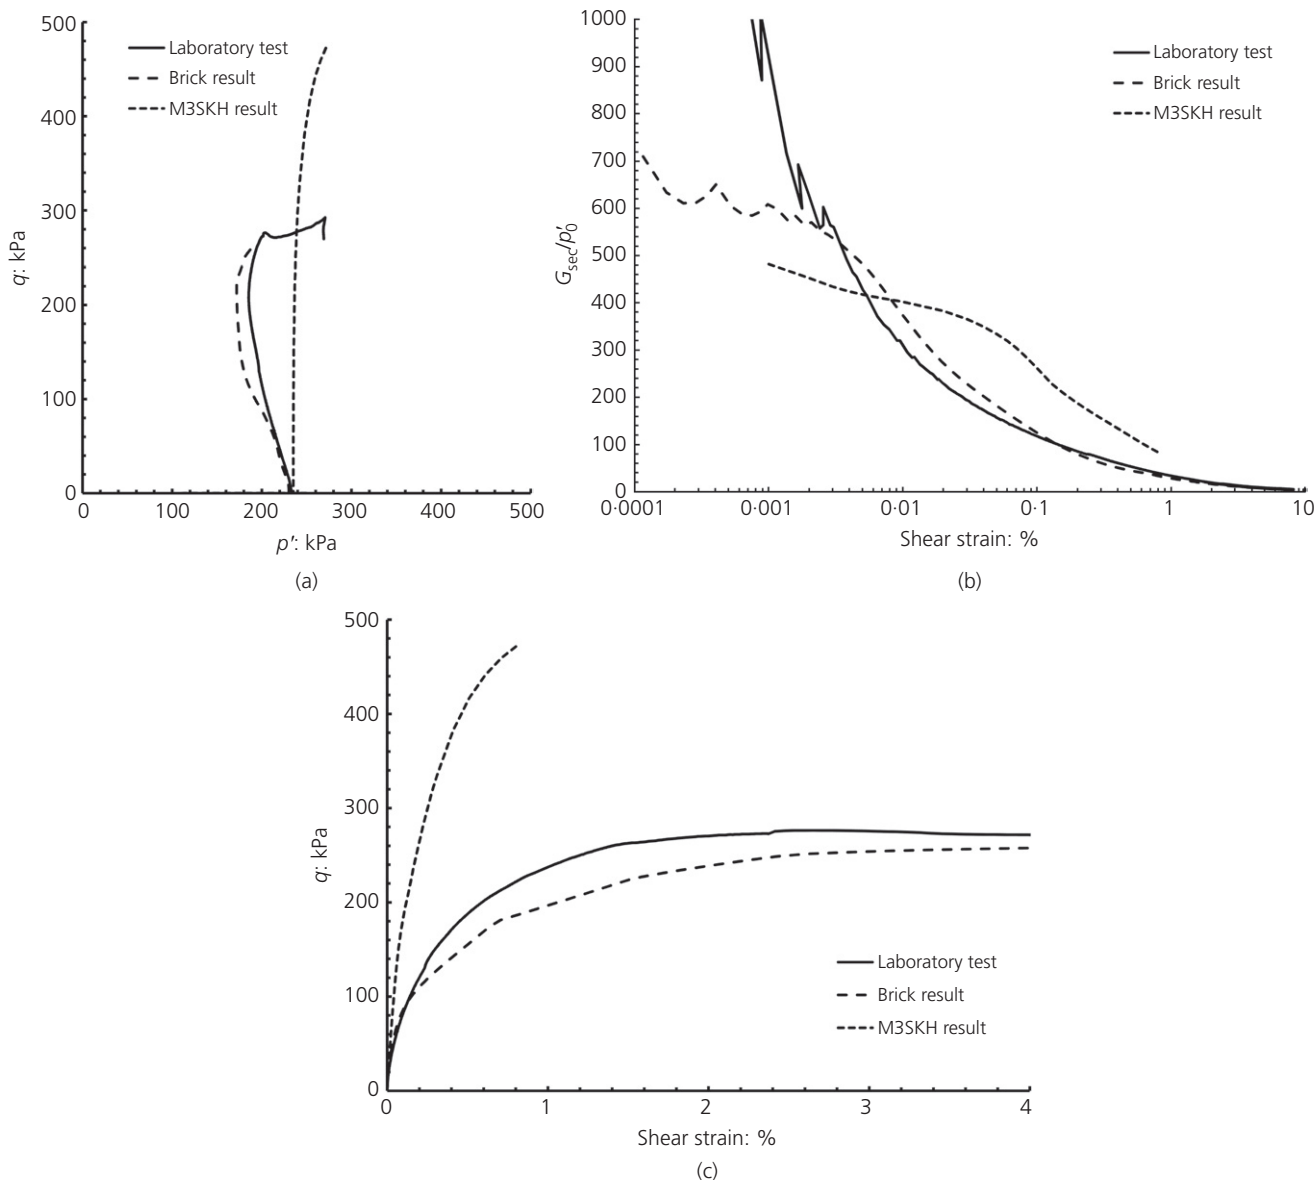 500
400
300
200
100
0
q: kPa
0
100
200
300
400
500
p′: kPa
Laboratory test
Brick result
M3SKH result
(a)
1000
900
800
700
600
500
400
300
200
100
0
Gsec/p′0
0·0001
0·001
0·01
0·1
1
10
Shear strain: %
Laboratory test
Brick result
M3SKH result
(b)
500
400
300
200
100
0
q: kPa
0
1
2
3
4
Shear strain: %
Laboratory test
Brick result
M3SKH result
(c)